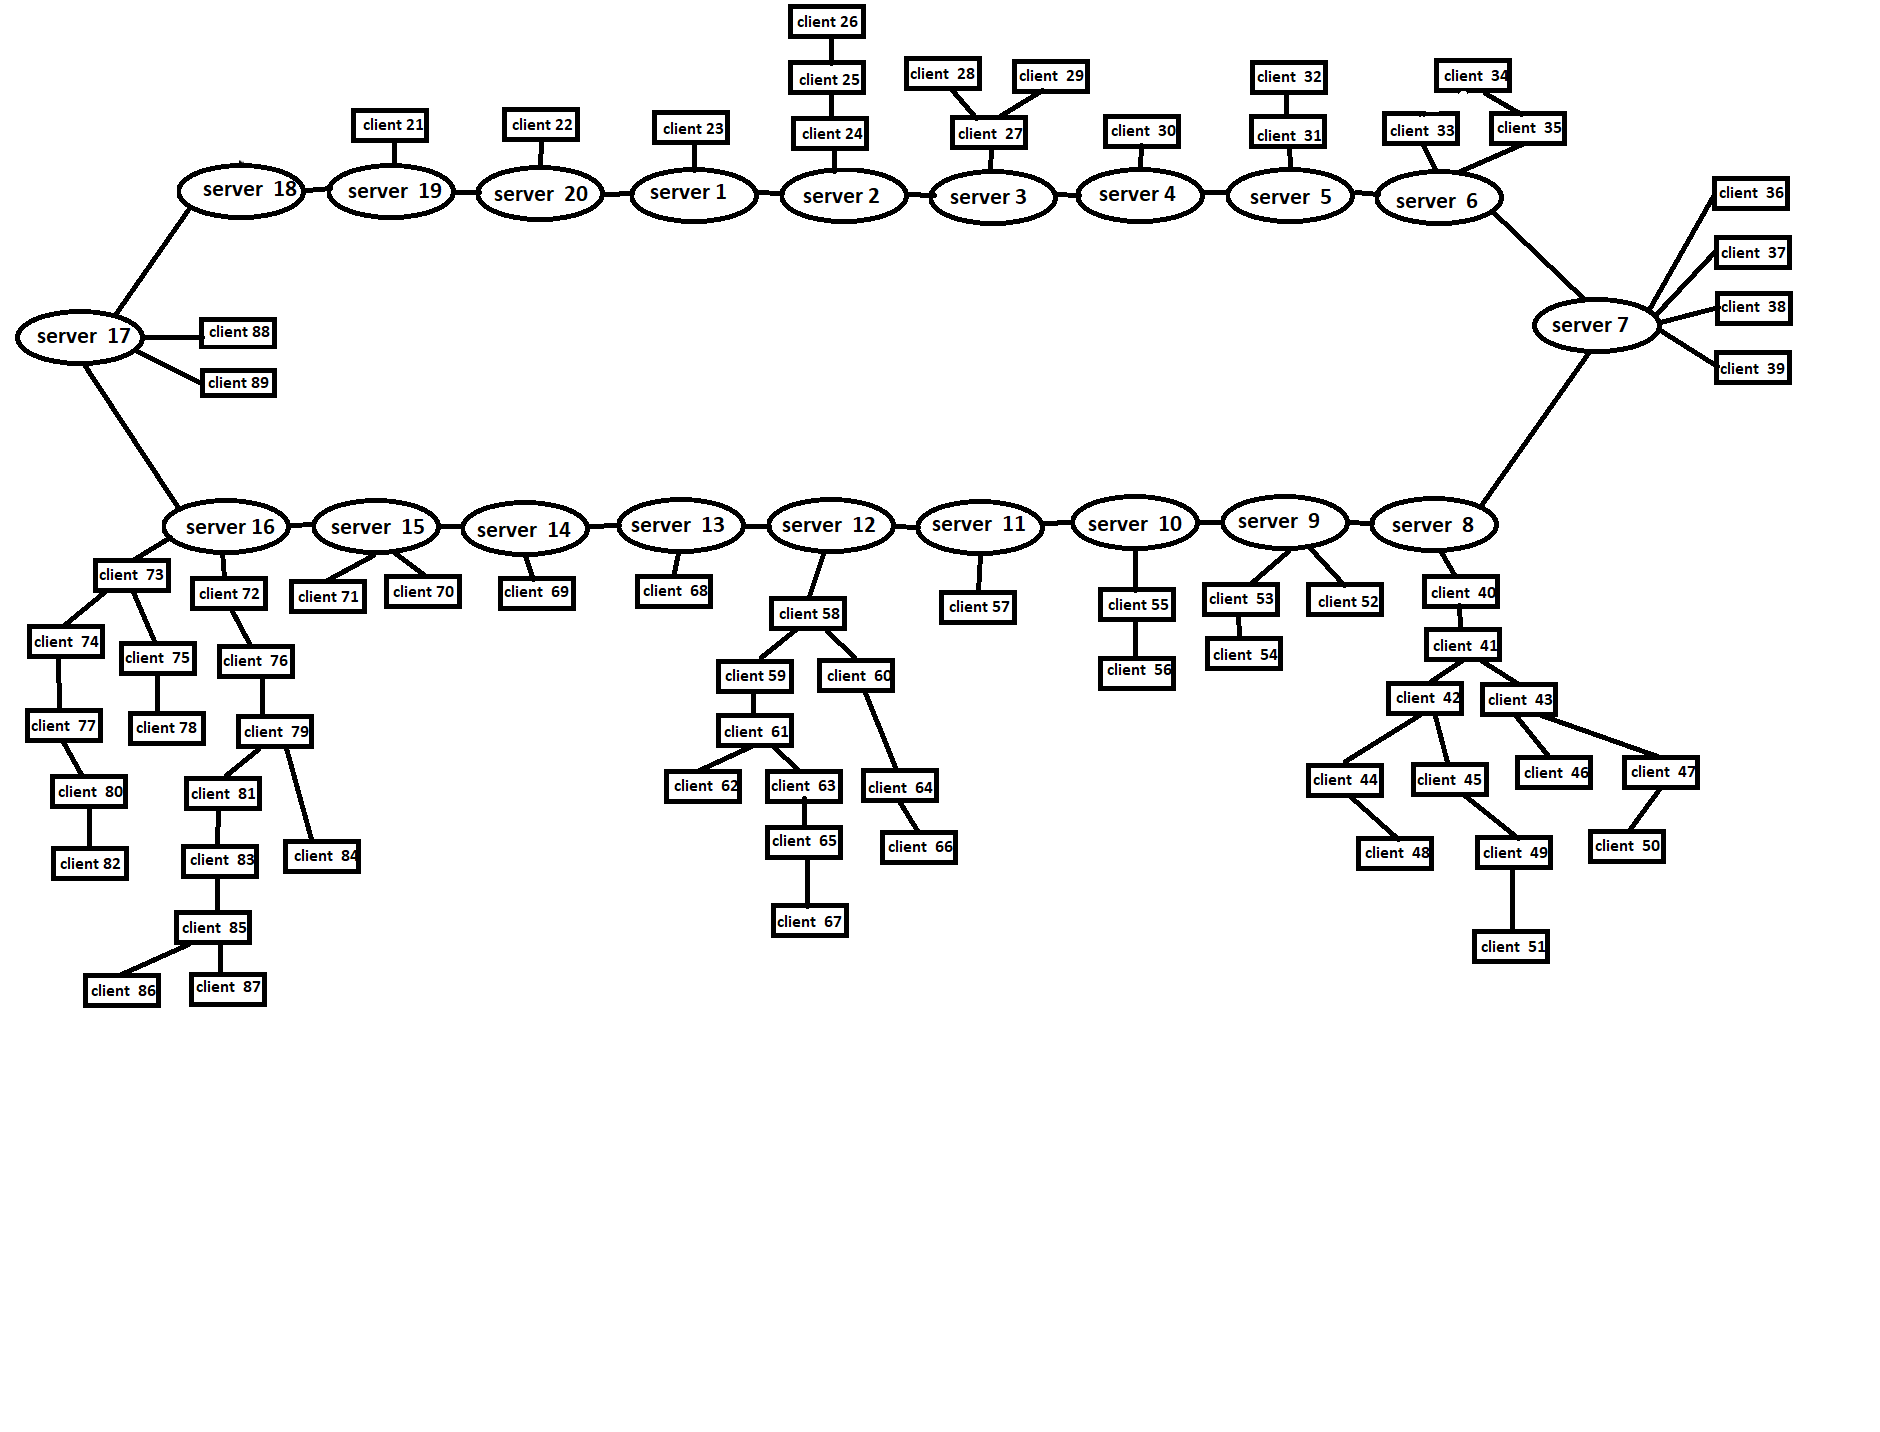 client 26
client 25
client 28
client 29
client 32
client 34
client 21
client 22
client 23
client 24
client 27
client 30
client 31
client 33
client 35
server 18
server 19
server 20
server 1
server 2
server 3
server 4
server 5
server 6
client 36
client 37
client 38
client 39
server 7
server 17
client 88
client 89
server 16
server 15
server 14
server 13
server 12
server 11
server 10
server 9
server 8
client 73
client 72
client 71
client 70
client 69
client 68
client 58
client 57
client 55
client 53
client 52
client 40
client 74
client 75
client 76
client 59
client 60
client 56
client 54
client 41
client 42
client 43
client 77
client 78
client 79
client 61
client 80
client 81
client 62
client 63
client 64
client 44
client 45
client 46
client 47
client 82
client 83
client 84
client 65
client 66
client 48
client 49
client 50
client 85
client 67
client 51
client 86
client 87